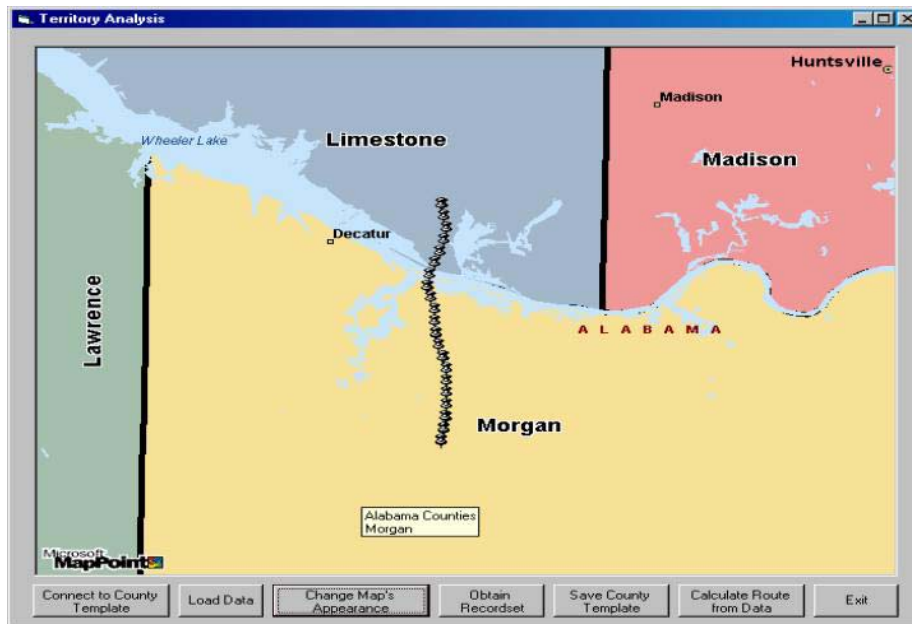 Territory Analysis
Huntsville
Madison
Wheeler Lake
Limestone
Madison
Decatur
Lawrence
ALABAMA
Morgan
Alabama Counties
Morgan
Microsoft
MapPoint
Connect to County
Template
Load Data
Change Map's
Appearance
Obtain
Recordset
Save County
Template
Calculate Route
from Data
Exit